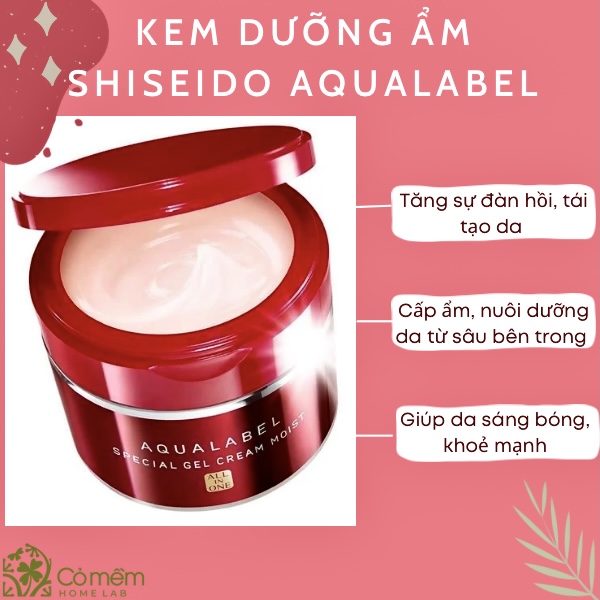 KEM DƯỠNG ẨM
SHISEIDO AQUALABEL
Tăng sự đàn hồi, tái
tạo da
Cấp ẩm, nuôi dưỡng
da từ sâu bên trong
Giúp da sáng bóng,
khoẻ mạnh
AQUALABEL
SPECIAL GEL CREAM MOIST
ALL
IN
ONE
Cỏ mềm
HOME LAB